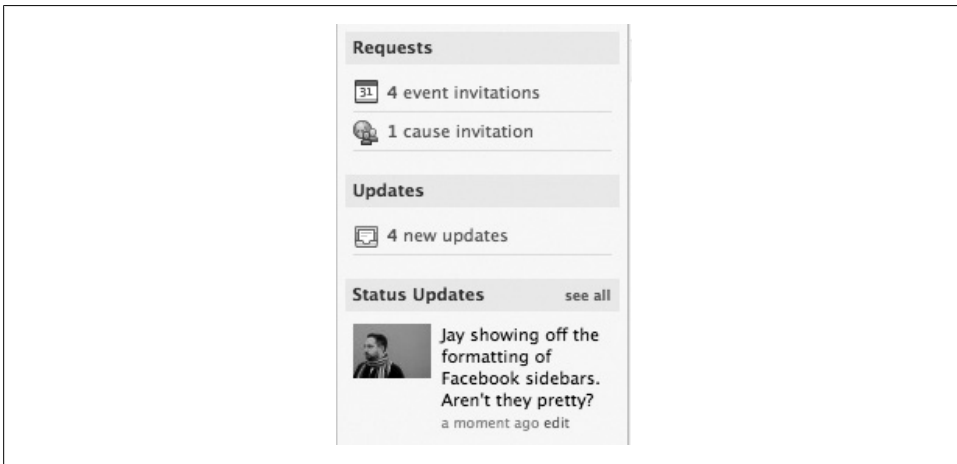 Requests
31 4 event invitations
1 cause invitation
Updates
4 new updates
Status Updates see all
Jay showing off the
formatting of
Facebook sidebars.
Aren't they pretty?
a moment ago edit